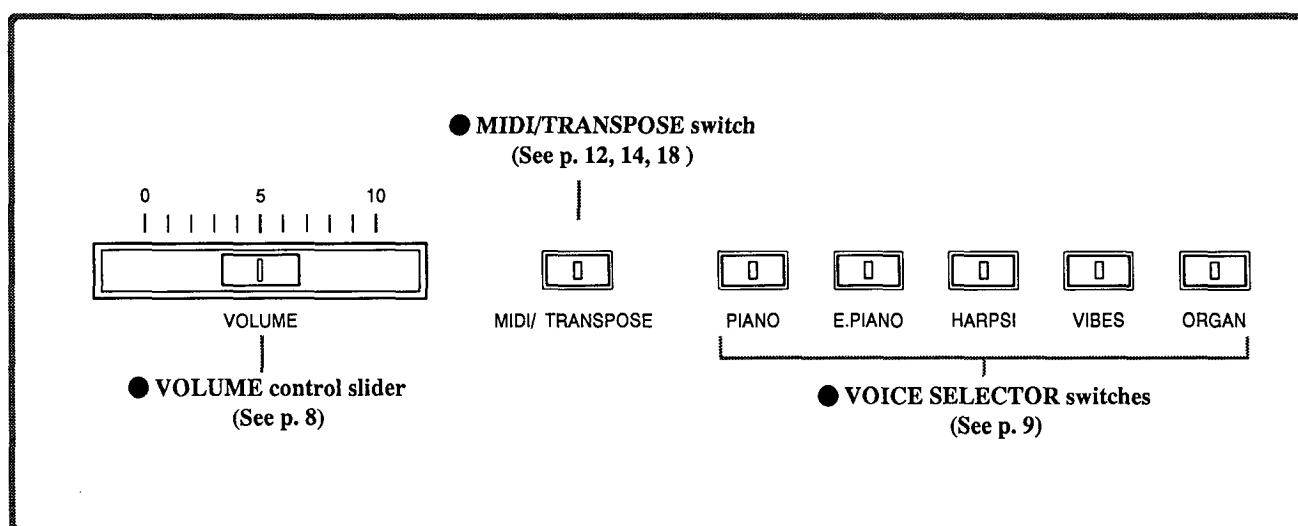 ● MIDI/TRANSPOSE switch
(See p. 12, 14, 18 )
0 5 10
VOLUME
MIDI/ TRANSPOSE
PIANO
E.PIANO
HARPSI
VIBES
ORGAN
● VOLUME control slider
(See p. 8)
● VOICE SELECTOR switches
(See p. 9)